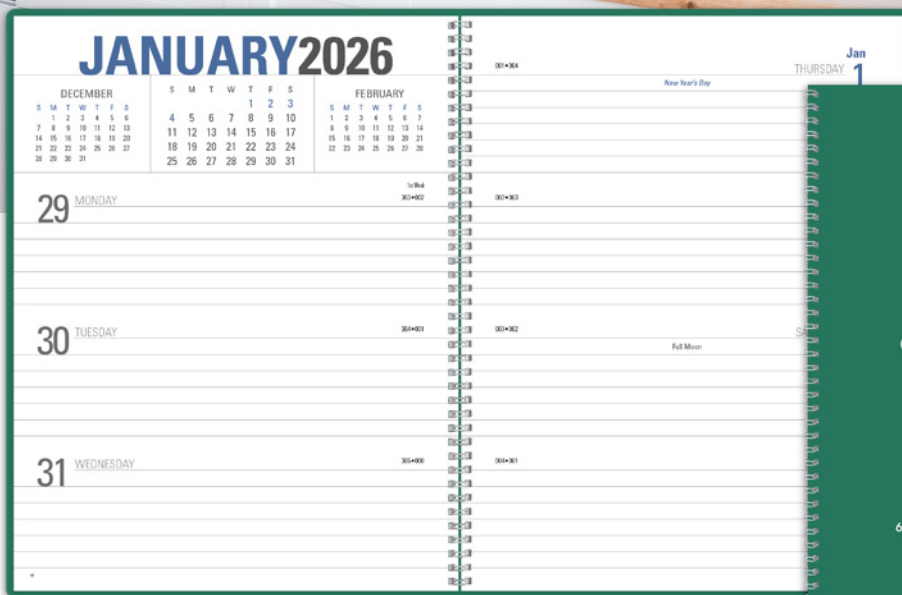 JANUARY2026
DECEMBER
S M T W T F S
1 2 3 4 5 6
7 8 9 10 11 12 13
14 15 16 17 18 19 20
21 22 23 24 25 26 27
28 29 30 31
S M T W T F S
1 2 3
4 5 6 7 8 9 10
11 12 13 14 15 16 17
18 19 20 21 22 23 24
25 26 27 28 29 30 31
FEBRUARY
S M T W T F S
1 2 3 4 5 6 7
8 9 10 11 12 13 14
15 16 17 18 19 20 21
22 23 24 25 26 27 28
29 MONDAY
1st Week
363•002
30 TUESDAY
364•001
31 WEDNESDAY
365•000
001•364
Jan
THURSDAY 1
New Year's Day
002•363
003•362
SA
Full Moon
004•361
6